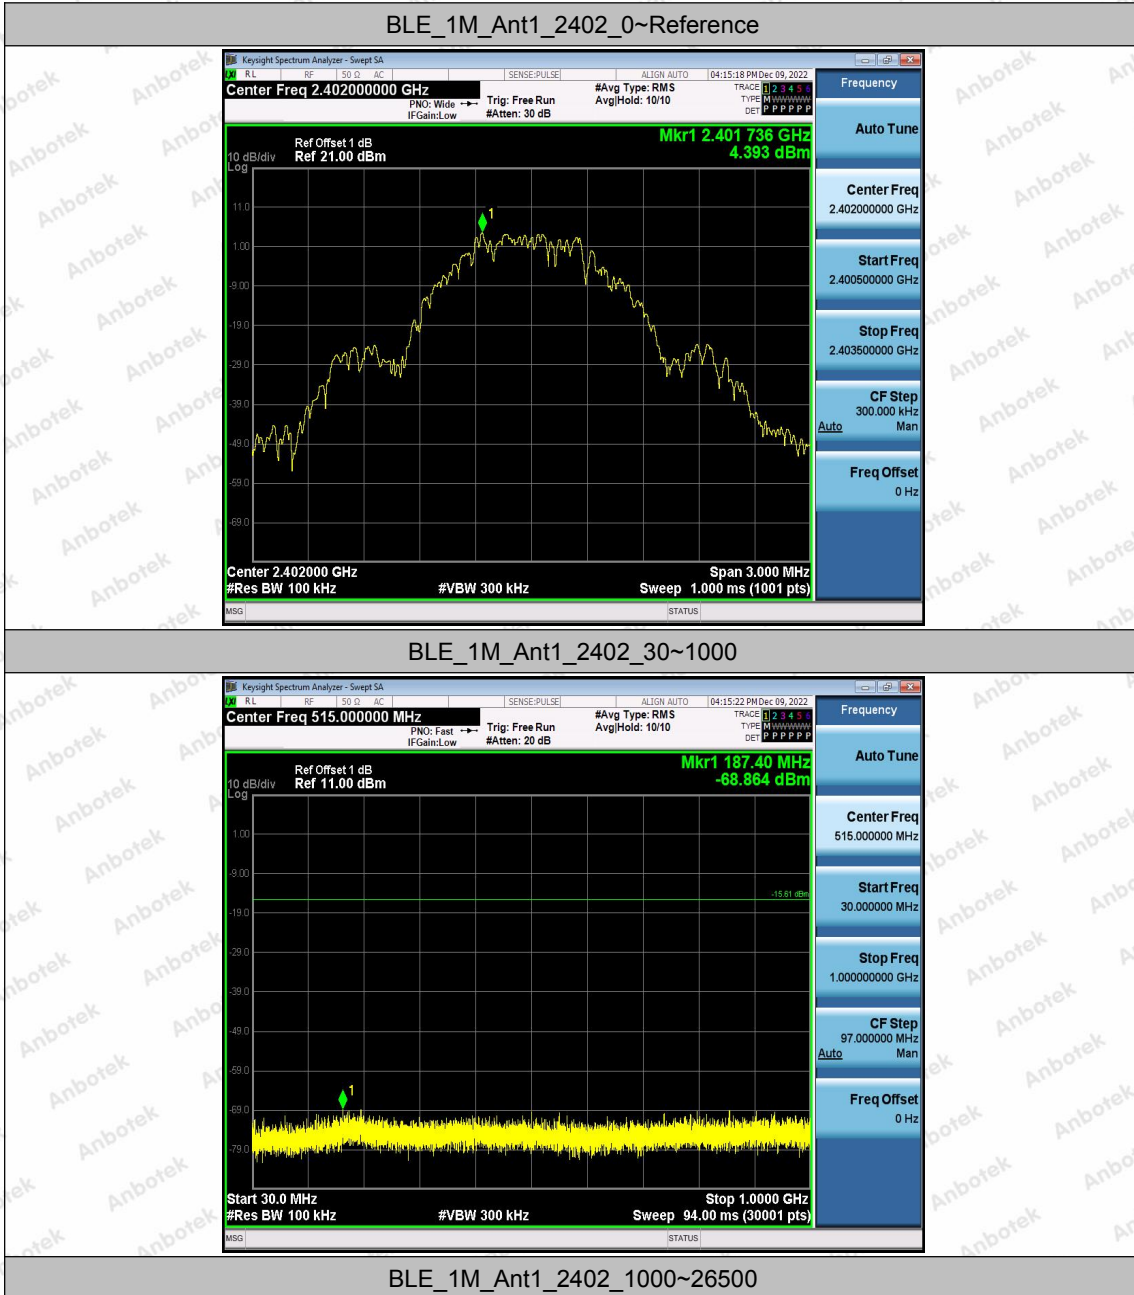 BLE_1M_Ant1_2402_0~Reference
Keysight Spectrum Analyzer - Swept SA
RL RF 50 Ω AC SENSE:PULSE ALIGN AUTO 04:15:18 PM Dec 09, 2022
Center Freq 2.402000000 GHz
PNO: Wide
IFGain:Low
Trig: Free Run
#Atten: 30 dB
#Avg Type: RMS
Avg|Hold: 10/10
TRACE 1 2 3 4 5 6
TYPE M W W W W W
DET P P P P P P
Frequency
Auto Tune
Center Freq
2.402000000 GHz
Start Freq
2.400500000 GHz
Stop Freq
2.403500000 GHz
CF Step
300.000 kHz
Auto Man
Freq Offset
0 Hz
Mkr1 2.401 736 GHz
4.393 dBm
Ref Offset 1 dB
10 dB/div Ref 21.00 dBm
Log
1
11.0
1.00
-9.00
-19.0
-29.0
-39.0
-49.0
-59.0
-69.0
Center 2.402000 GHz Span 3.000 MHz
#Res BW 100 kHz #VBW 300 kHz Sweep 1.000 ms (1001 pts)
MSG STATUS
BLE_1M_Ant1_2402_30~1000
Keysight Spectrum Analyzer - Swept SA
RL RF 50 Ω AC SENSE:PULSE ALIGN AUTO 04:15:22 PM Dec 09, 2022
Center Freq 515.000000 MHz
PNO: Fast
IFGain:Low
Trig: Free Run
#Atten: 20 dB
#Avg Type: RMS
Avg|Hold: 10/10
TRACE 1 2 3 4 5 6
TYPE M W W W W W
DET P P P P P P
Frequency
Auto Tune
Center Freq
515.000000 MHz
Start Freq
30.000000 MHz
Stop Freq
1.000000000 GHz
CF Step
97.000000 MHz
Auto Man
Freq Offset
0 Hz
Mkr1 187.40 MHz
-68.864 dBm
Ref Offset 1 dB
10 dB/div Ref 11.00 dBm
Log
1.00
-9.00
-15.61 dBm
-19.0
-29.0
-39.0
-49.0
-59.0
1
-69.0
-79.0
Start 30.0 MHz Stop 1.0000 GHz
#Res BW 100 kHz #VBW 300 kHz Sweep 94.00 ms (30001 pts)
MSG STATUS
BLE_1M_Ant1_2402_1000~26500